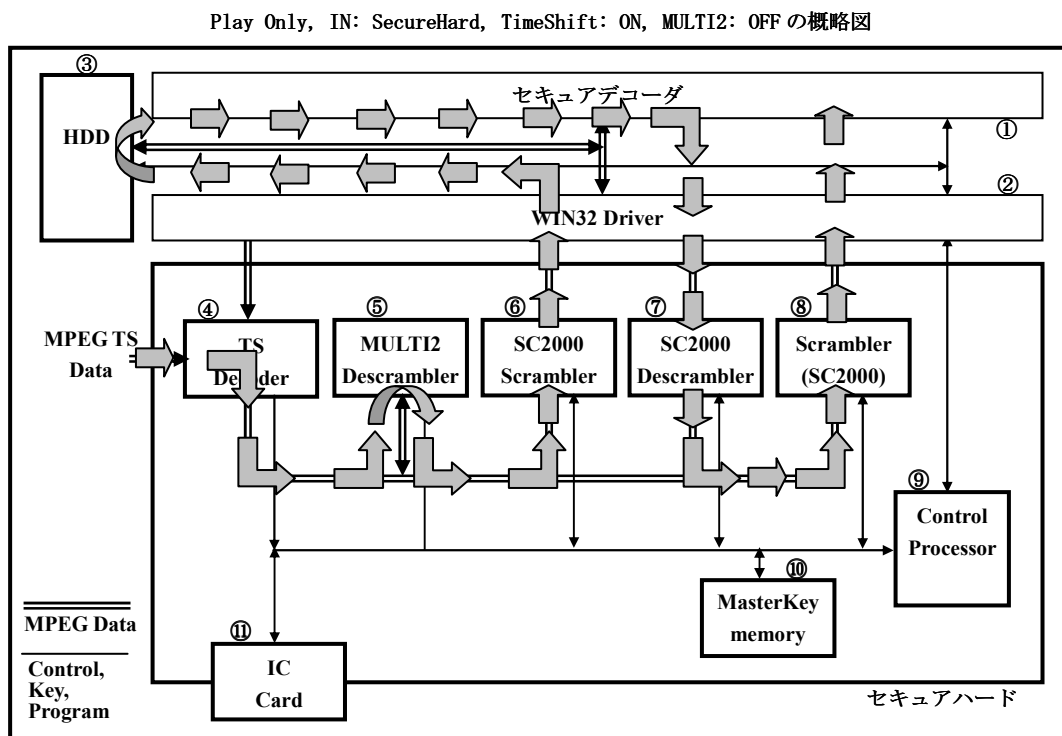 Play Only, IN: SecureHard, TimeShift: ON, MULTI2: OFF の概略図
③
HDD
セキュアデコーダ
①
②
WIN32 Driver
MPEG TS
Data
④
TS
Decoder
⑤
MULTI2
Descrambler
⑥
SC2000
Scrambler
⑦
SC2000
Descrambler
⑧
Scrambler
(SC2000)
⑨
Control
Processor
⑩
MasterKey
memory
⑪
IC
Card
MPEG Data
Control,
Key,
Program
セキュアハード